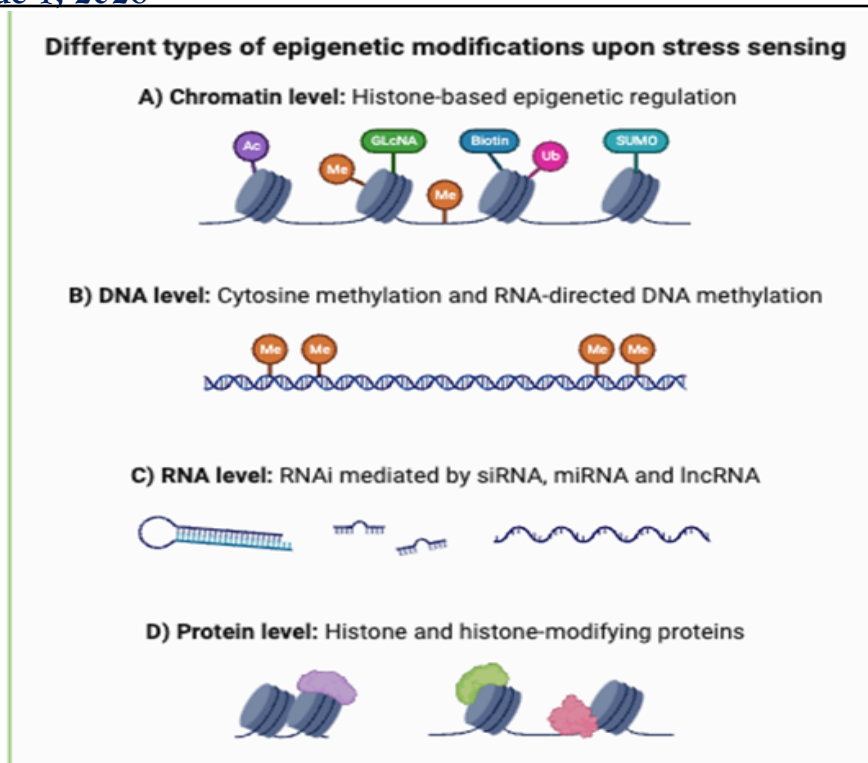 Different types of epigenetic modifications upon stress sensing
A) Chromatin level: Histone-based epigenetic regulation
Ac
Me
GLcNA
Me
Biotin
Ub
SUMO
B) DNA level: Cytosine methylation and RNA-directed DNA methylation
Me Me Me Me
C) RNA level: RNAi mediated by siRNA, miRNA and lncRNA
D) Protein level: Histone and histone-modifying proteins